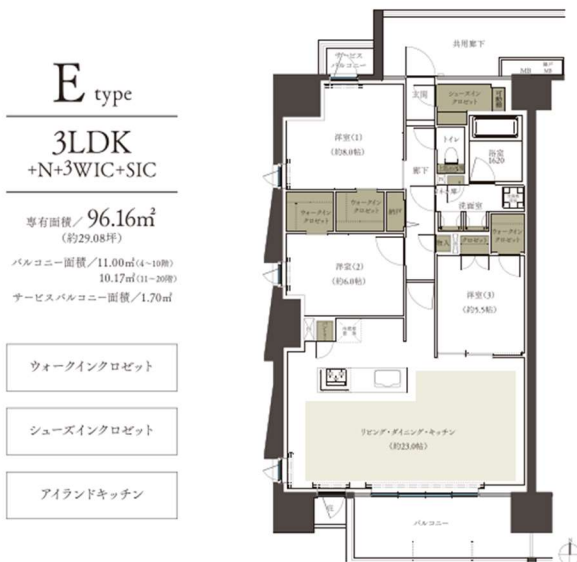 E type
3LDK
+N+3WIC+SIC
専有面積／96.16㎡
(約29.08坪)
バルコニー面積／11.00㎡(4〜10階)
10.17㎡(11〜20階)
サービスバルコニー面積／1.70㎡
ウォークインクロゼット
シューズインクロゼット
アイランドキッチン
サービス
バルコニー
共用廊下
MB
MB
玄関
シューズイン
クロゼット
洋室(1)
(約8.0帖)
トイレ
浴室
1620
廊下
洗面室
ウォークイン
クロゼット
ウォークイン
クロゼット
納戸
ウォークイン
クロゼット
物入
クロゼット
洋室(2)
(約6.0帖)
洋室(3)
(約5.5帖)
リビング・ダイニング・キッチン
(約23.0帖)
バルコニー